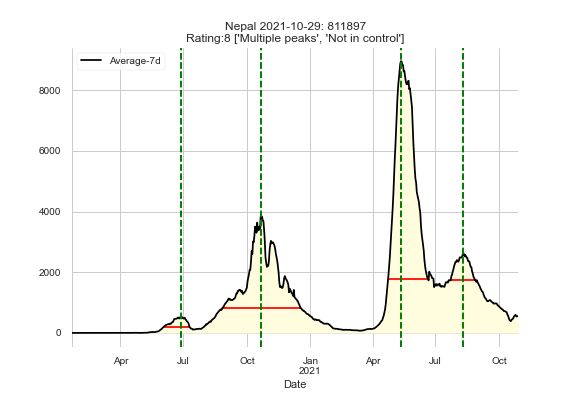 Nepal 2021-10-29: 811897
Rating:8 ['Multiple peaks', 'Not in control']
Average-7d
8000
6000
4000
2000
0
Apr Jul Oct Jan Apr Jul Oct
2021
Date